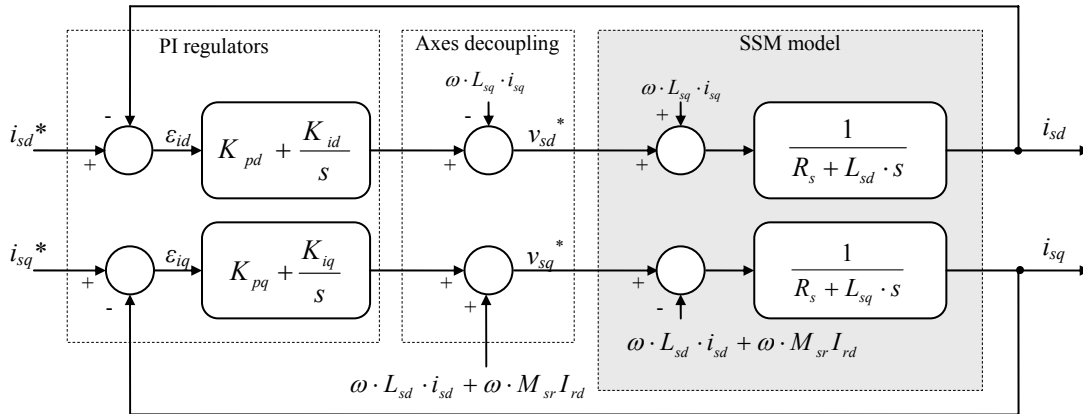 PI regulators
Axes decoupling
SSM model
ω · L_sq · i_sq
ω · L_sq · i_sq
-
-
+
i_sd*
ε_id
K_pd + K_id/s
v_sd*
1/(R_s + L_sd · s)
i_sd
+
+
+
i_sq*
ε_iq
K_pq + K_iq/s
v_sq*
1/(R_s + L_sq · s)
i_sq
+
+
+
-
+
-
ω · L_sd · i_sd + ω · M_sr I_rd
ω · L_sd · i_sd + ω · M_sr I_rd